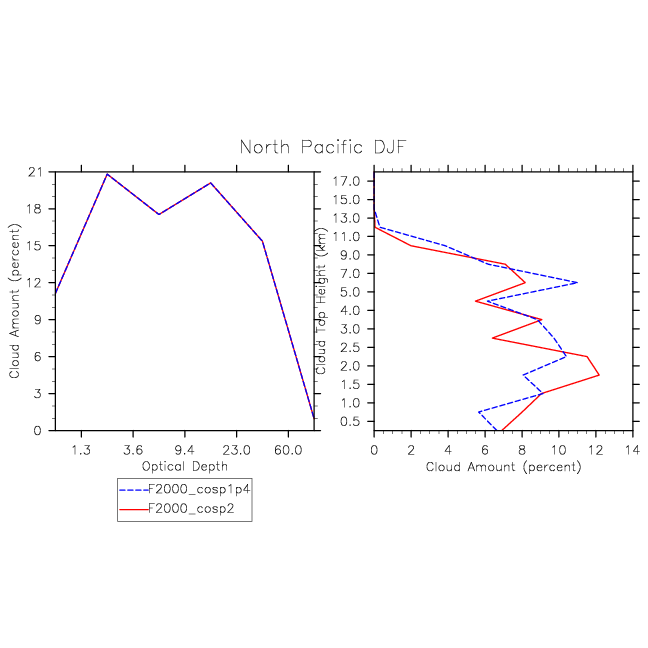 North Pacific DJF
Cloud Amount (percent)
21
18
15
12
9
6
3
0
1.3 3.6 9.4 23.0 60.0
Optical Depth
Cloud Top Height (km)
17.0
15.0
13.0
11.0
9.0
7.0
5.0
4.0
3.0
2.5
2.0
1.5
1.0
0.5
0 2 4 6 8 10 12 14
Cloud Amount (percent)
F2000_cosp1p4
F2000_cosp2